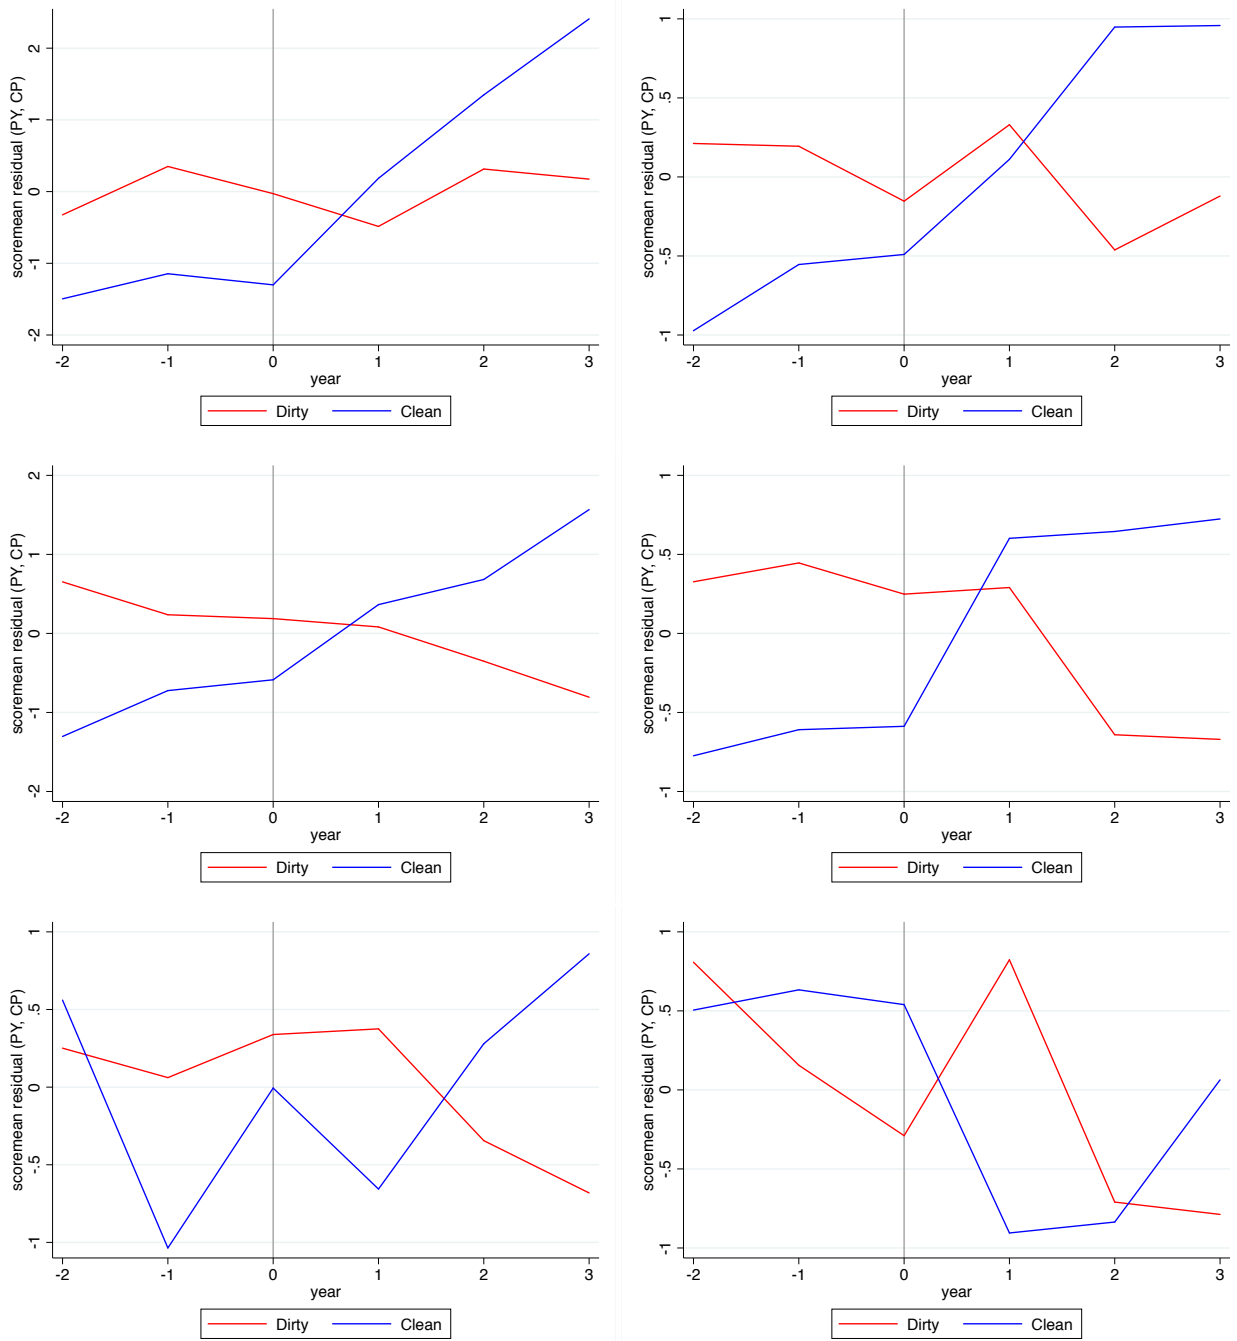 scoremean residual (PY, CP)
2
1
0
-1
-2
-2 -1 0 1 2 3
year
Dirty Clean
scoremean residual (PY, CP)
1
.5
0
-.5
-1
-2 -1 0 1 2 3
year
Dirty Clean
scoremean residual (PY, CP)
2
1
0
-1
-2
-2 -1 0 1 2 3
year
Dirty Clean
scoremean residual (PY, CP)
1
.5
0
-.5
-1
-2 -1 0 1 2 3
year
Dirty Clean
scoremean residual (PY, CP)
1
.5
0
-.5
-1
-2 -1 0 1 2 3
year
Dirty Clean
scoremean residual (PY, CP)
1
.5
0
-.5
-1
-2 -1 0 1 2 3
year
Dirty Clean